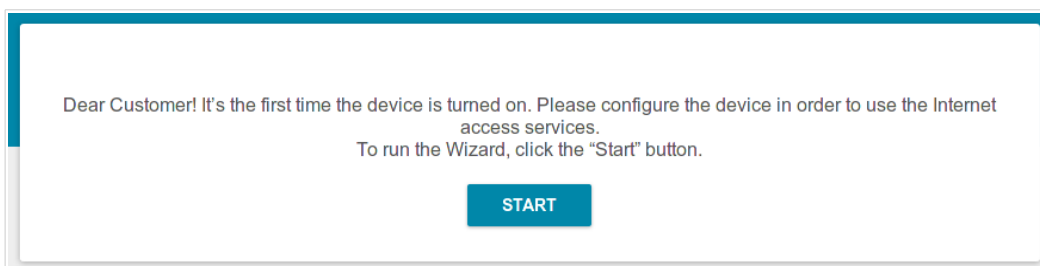 Dear Customer! It’s the first time the device is turned on. Please configure the device in order to use the Internet
access services.
To run the Wizard, click the “Start” button.
START